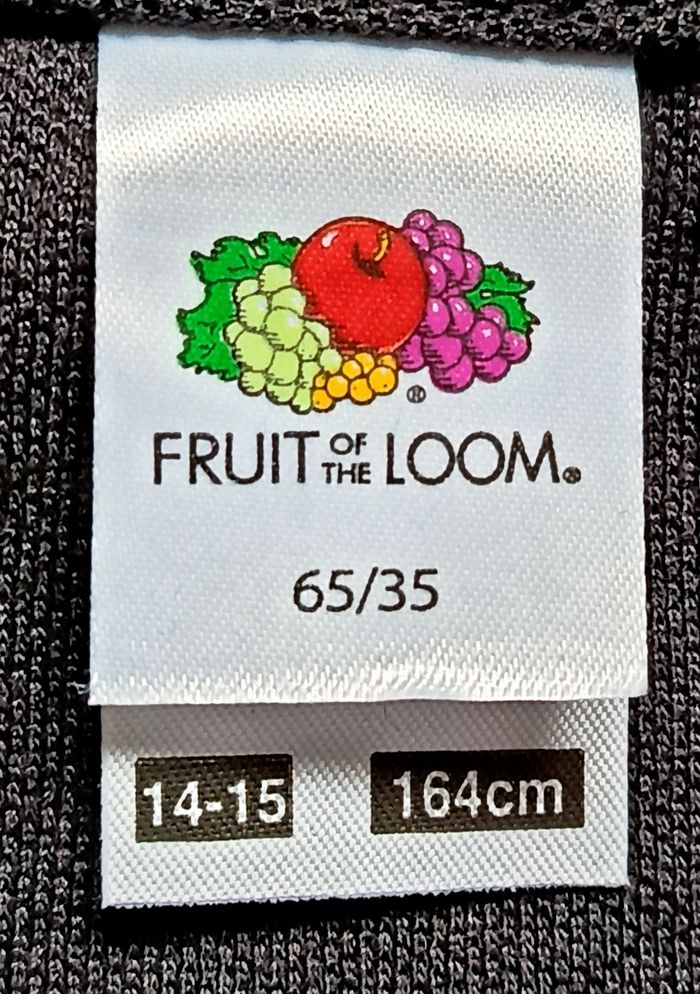 ®
FRUIT OF THE LOOM®
65/35
14-15 164cm